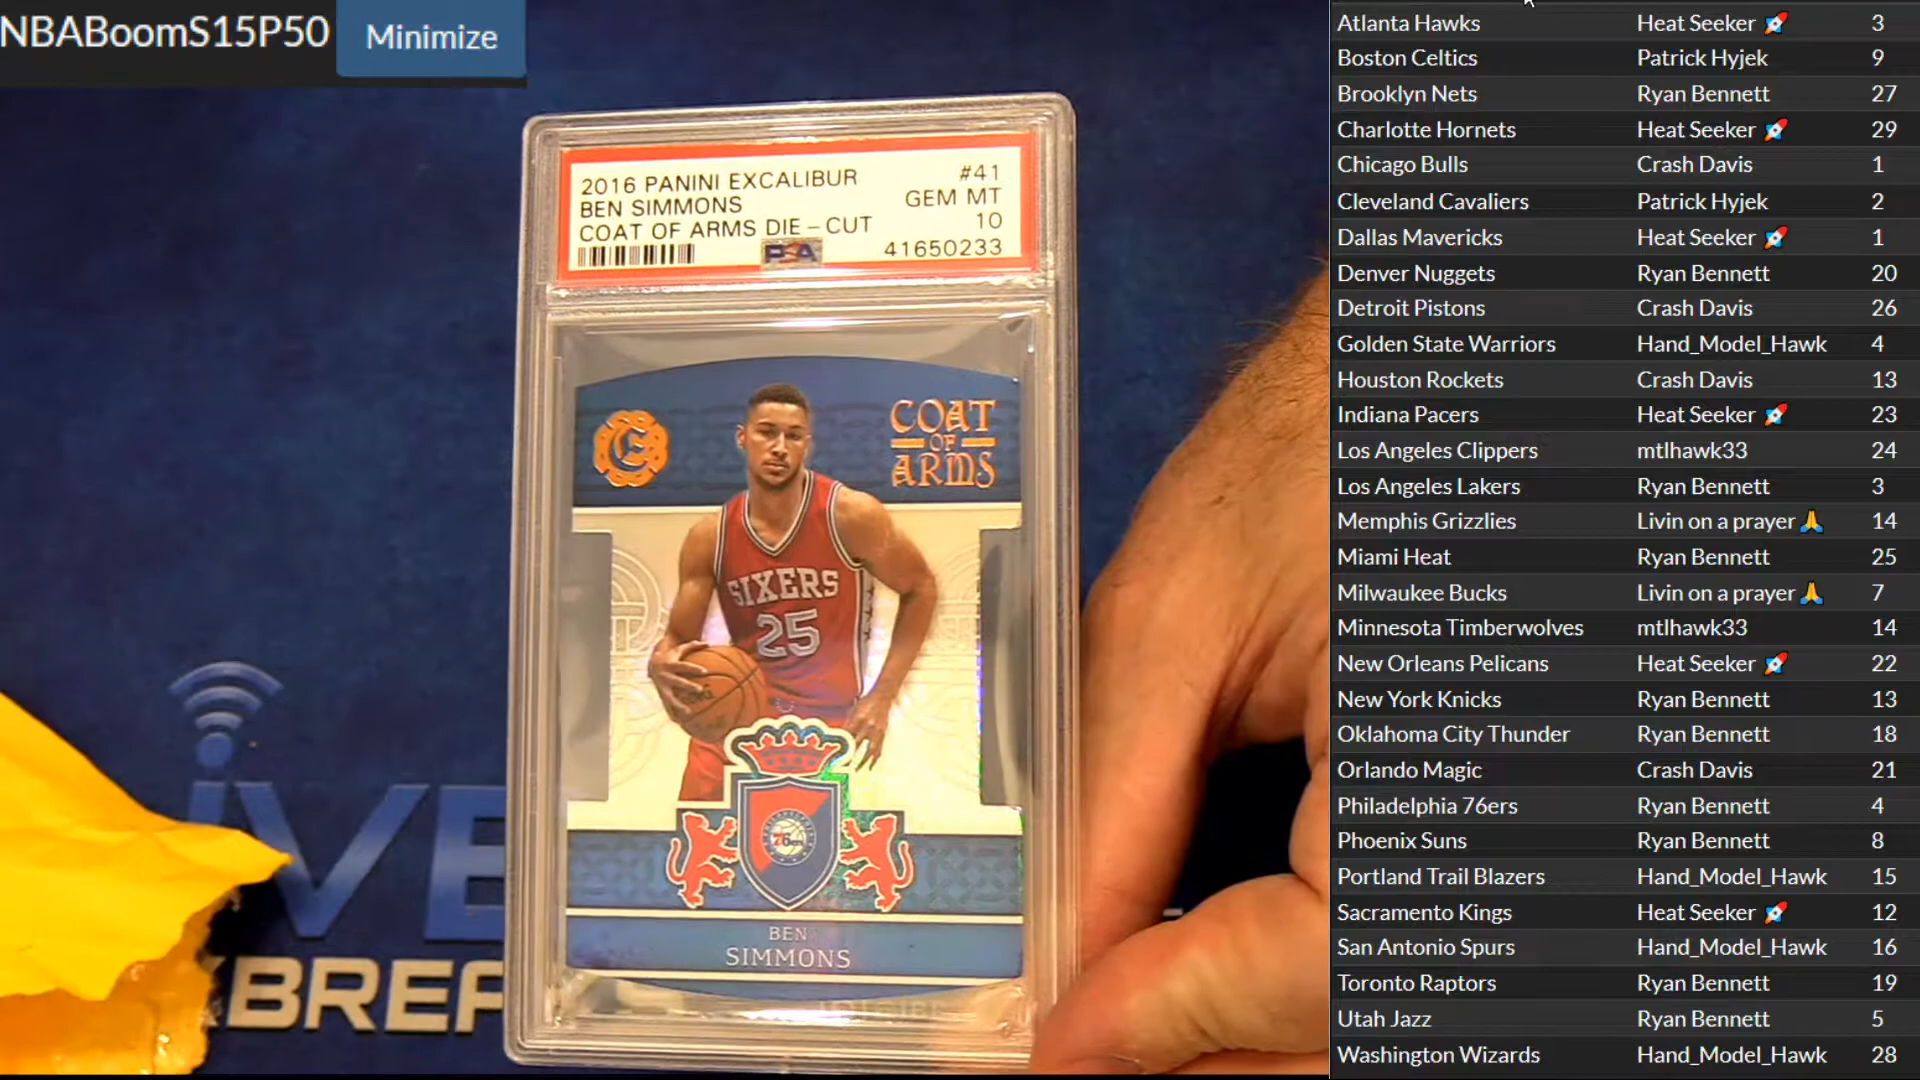 NBABoomS15P50
Minimize
2016 PANINI EXCALIBUR #41
BEN SIMMONS GEM MT
COAT OF ARMS DIE-CUT 10
PSA 41650233
COAT
OF
ARMS
SIXERS
25
76ers
BEN
SIMMONS
BREA
Atlanta Hawks Heat Seeker 🚀 3
Boston Celtics Patrick Hyjek 9
Brooklyn Nets Ryan Bennett 27
Charlotte Hornets Heat Seeker 🚀 29
Chicago Bulls Crash Davis 1
Cleveland Cavaliers Patrick Hyjek 2
Dallas Mavericks Heat Seeker 🚀 1
Denver Nuggets Ryan Bennett 20
Detroit Pistons Crash Davis 26
Golden State Warriors Hand_Model_Hawk 4
Houston Rockets Crash Davis 13
Indiana Pacers Heat Seeker 🚀 23
Los Angeles Clippers mtlhawk33 24
Los Angeles Lakers Ryan Bennett 3
Memphis Grizzlies Livin on a prayer 🙏 14
Miami Heat Ryan Bennett 25
Milwaukee Bucks Livin on a prayer 🙏 7
Minnesota Timberwolves mtlhawk33 14
New Orleans Pelicans Heat Seeker 🚀 22
New York Knicks Ryan Bennett 13
Oklahoma City Thunder Ryan Bennett 18
Orlando Magic Crash Davis 21
Philadelphia 76ers Ryan Bennett 4
Phoenix Suns Ryan Bennett 8
Portland Trail Blazers Hand_Model_Hawk 15
Sacramento Kings Heat Seeker 🚀 12
San Antonio Spurs Hand_Model_Hawk 16
Toronto Raptors Ryan Bennett 19
Utah Jazz Ryan Bennett 5
Washington Wizards Hand_Model_Hawk 28